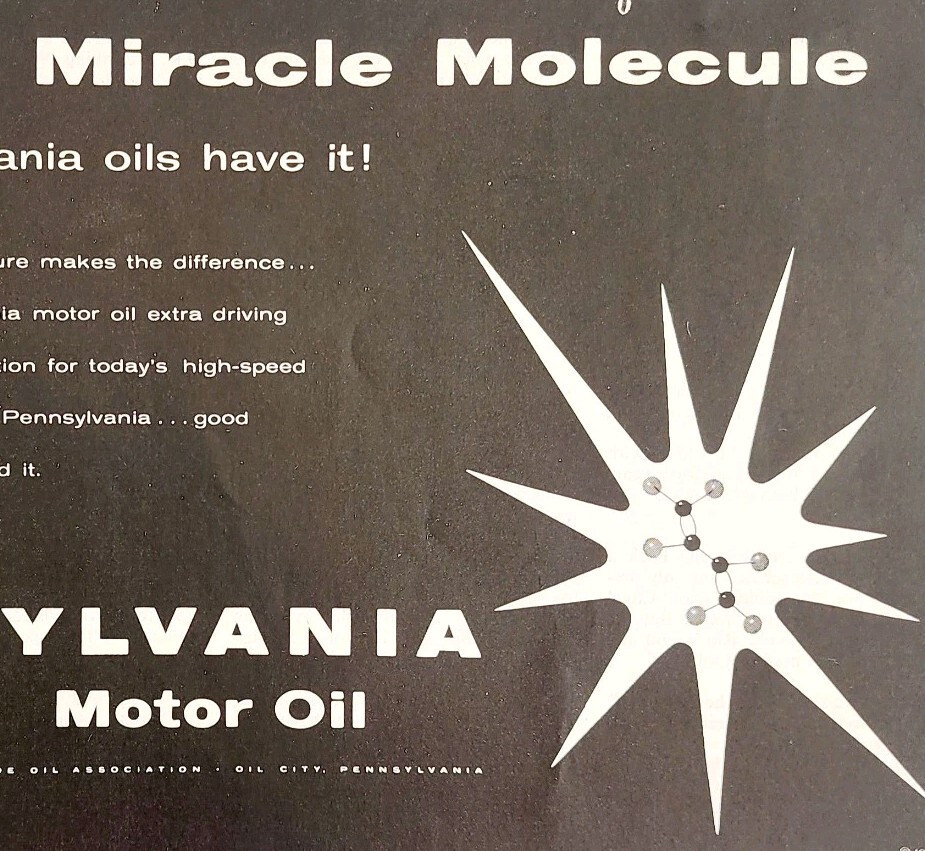 Miracle Molecule
ania oils have it!
ure makes the difference...
ia motor oil extra driving
tion for today's high-speed
Pennsylvania...good
d it.
YLVANIA
Motor Oil
DE OIL ASSOCIATION · OIL CITY, PENNSYLVANIA